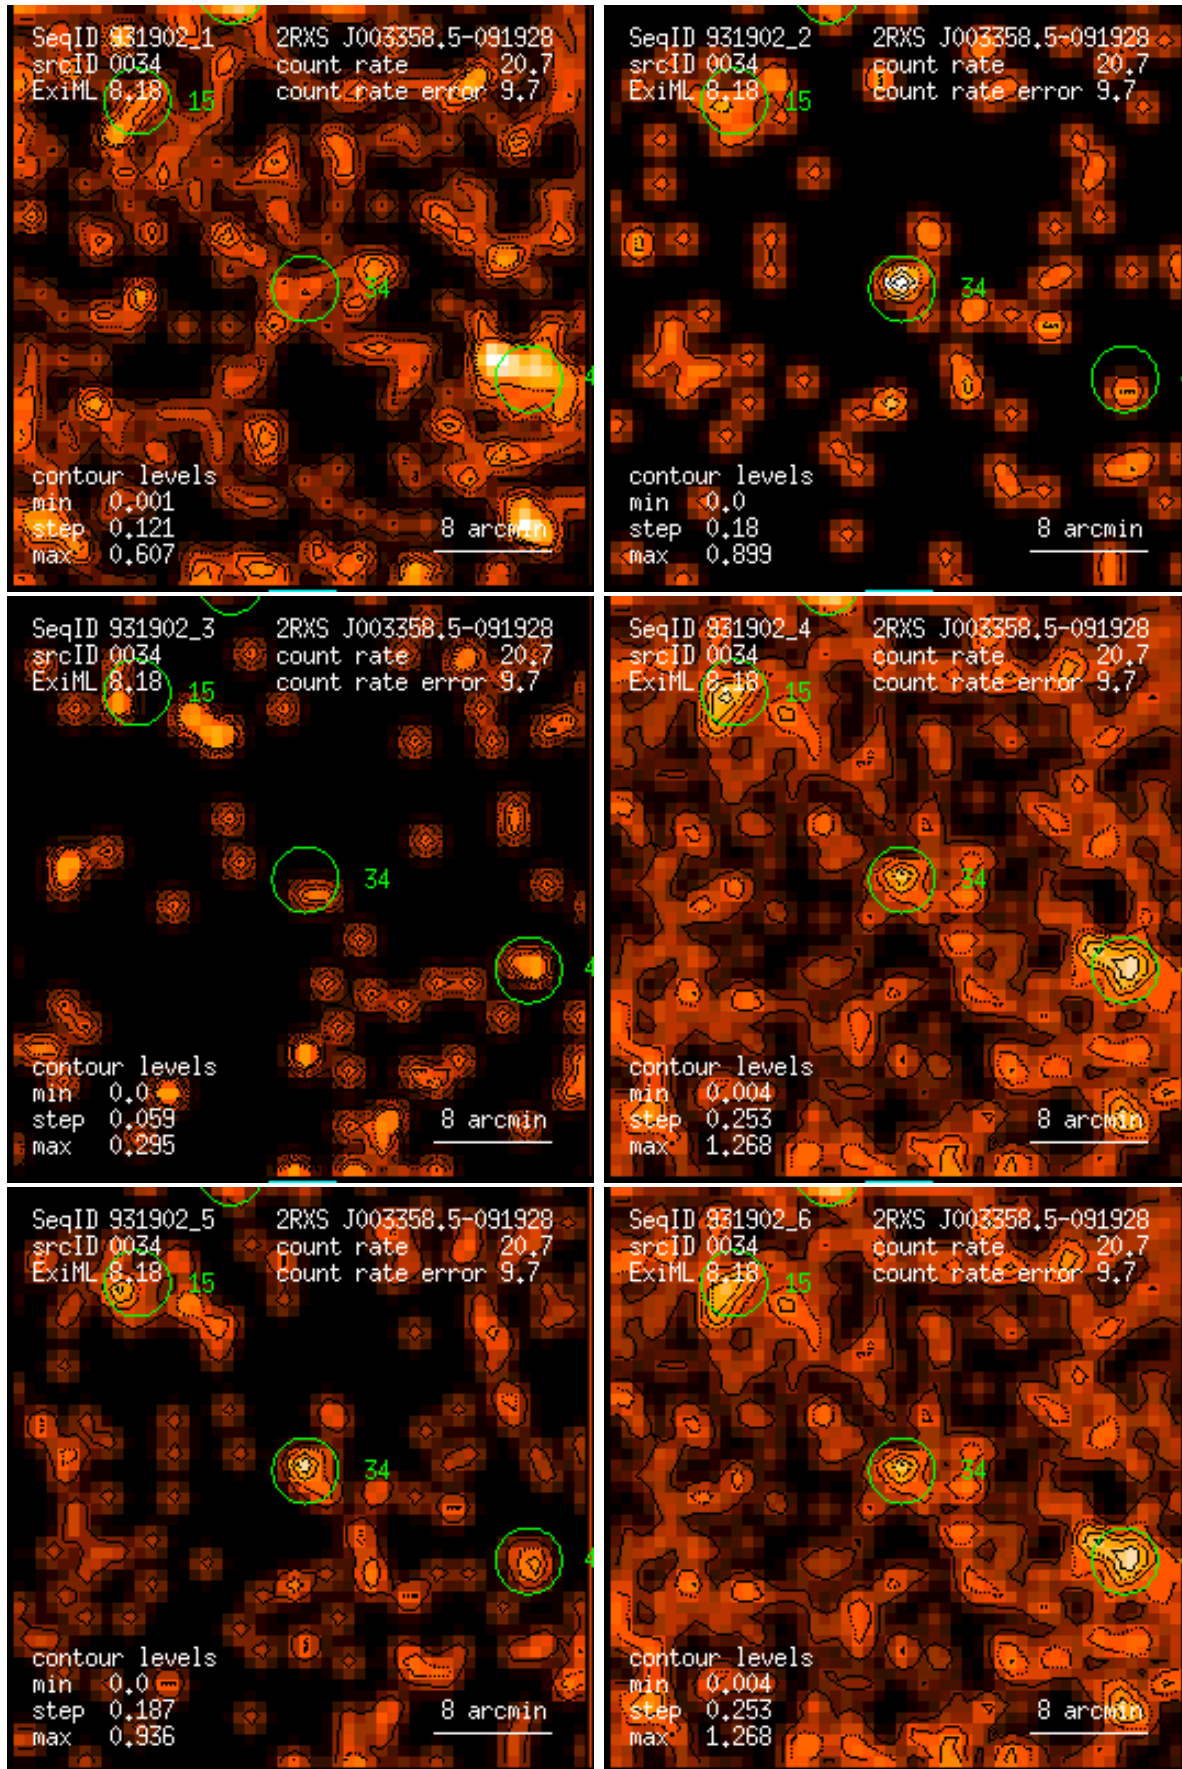 SeqID 931902_1 2RXS J003358.5-091928
srcID 0034 count rate 20.7
ExiML 8.18 count rate error 9.7
15
34
4
contour levels
min 0.001
step 0.121
max 0.607
8 arcmin
SeqID 931902_2 2RXS J003358.5-091928
srcID 0034 count rate 20.7
ExiML 8.18 count rate error 9.7
15
34
contour levels
min 0.0
step 0.18
max 0.899
8 arcmin
SeqID 931902_3 2RXS J003358.5-091928
srcID 0034 count rate 20.7
ExiML 8.18 count rate error 9.7
15
34
4
contour levels
min 0.0
step 0.059
max 0.295
8 arcmin
SeqID 931902_4 2RXS J003358.5-091928
srcID 0034 count rate 20.7
ExiML 8.18 count rate error 9.7
15
34
contour levels
min 0.004
step 0.253
max 1.268
8 arcmin
SeqID 931902_5 2RXS J003358.5-091928
srcID 0034 count rate 20.7
ExiML 8.18 count rate error 9.7
15
34
4
contour levels
min 0.0
step 0.187
max 0.936
8 arcmin
SeqID 931902_6 2RXS J003358.5-091928
srcID 0034 count rate 20.7
ExiML 8.18 count rate error 9.7
15
34
contour levels
min 0.004
step 0.253
max 1.268
8 arcmin